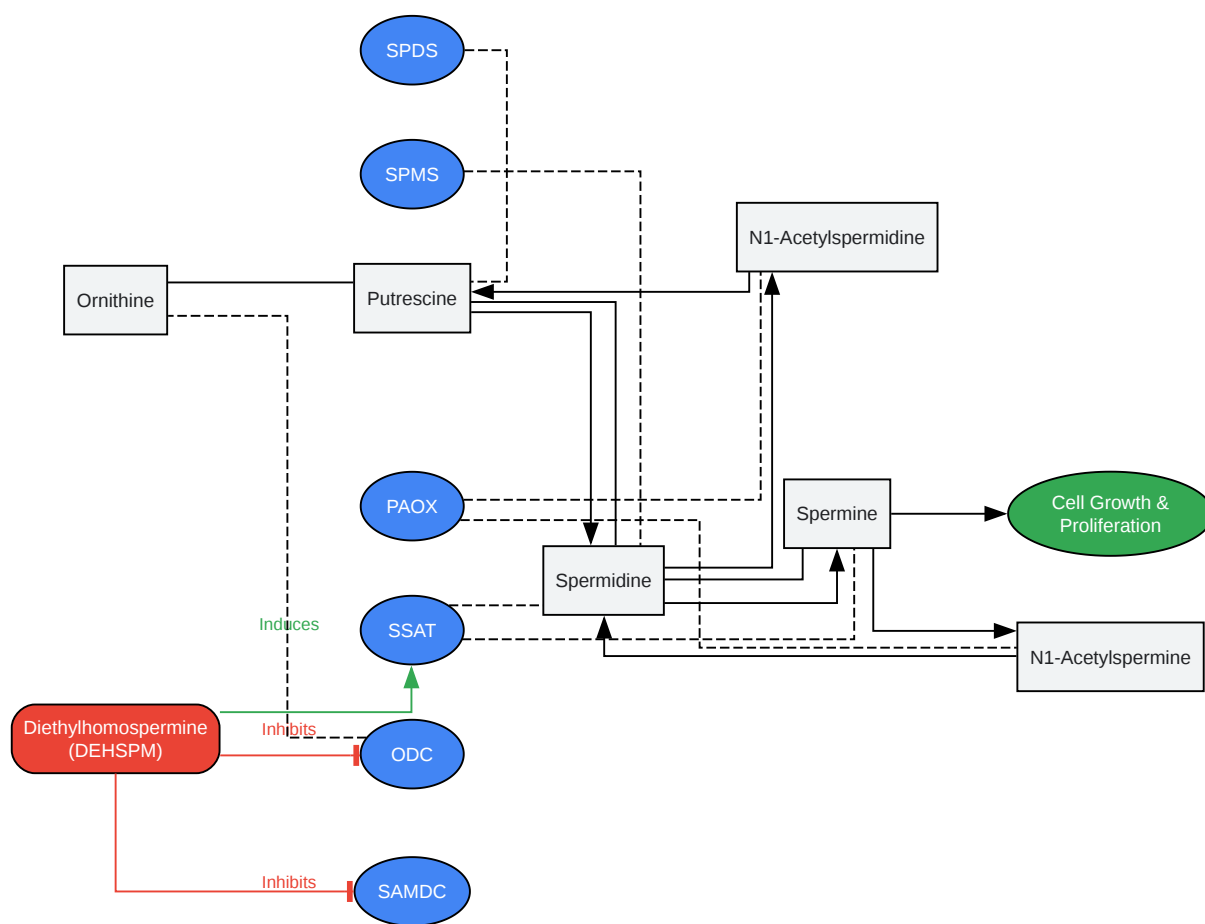 SPDS
SPMS
N1-Acetylspermidine
Ornithine
Putrescine
PAOX
Spermine
Cell Growth &
Proliferation
Spermidine
Induces
SSAT
N1-Acetylspermine
Diethylhomospermine
(DEHSPM)
Inhibits
ODC
Inhibits
SAMDC